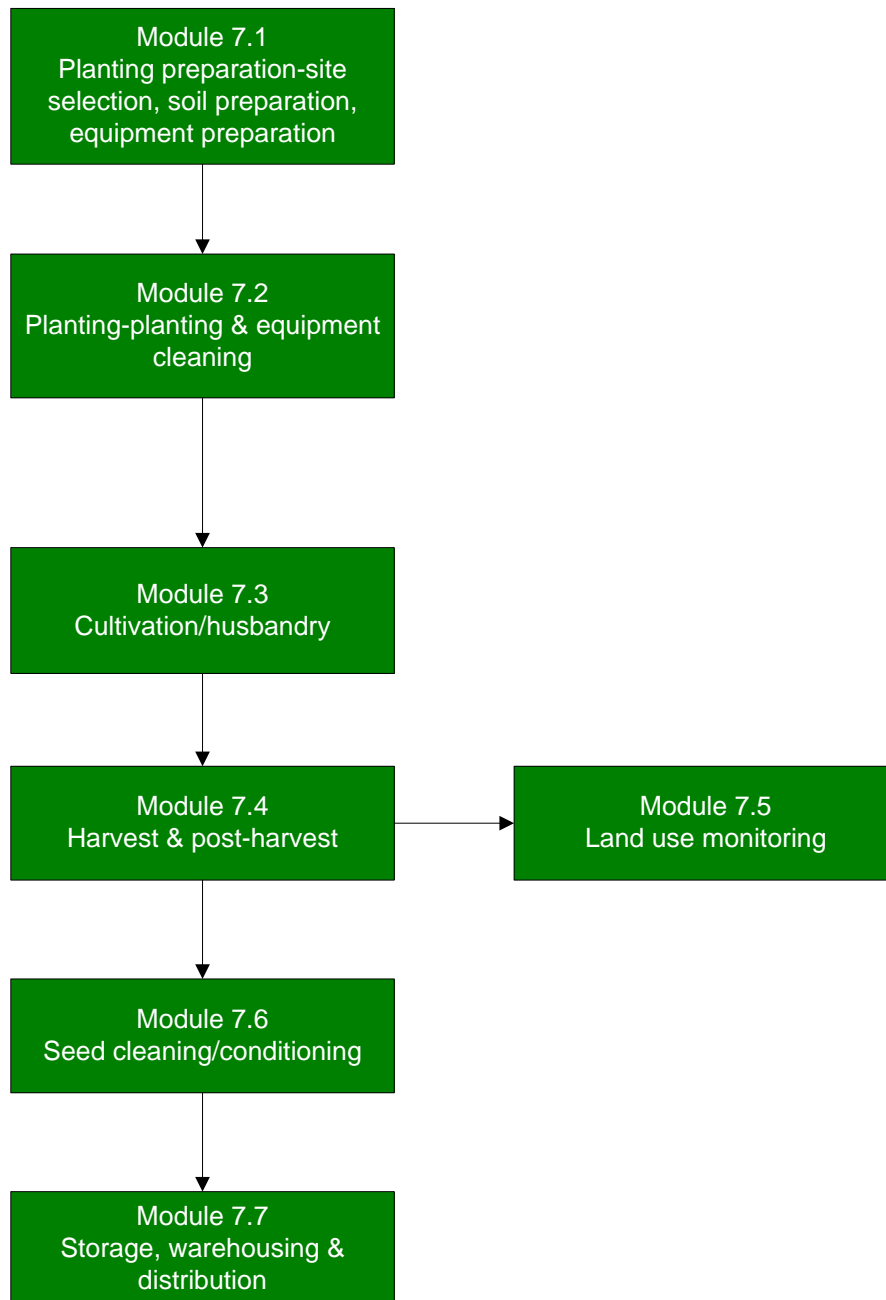 Module 7.1
Planting preparation-site
selection, soil preparation,
equipment preparation
Module 7.2
Planting-planting & equipment
cleaning
Module 7.3
Cultivation/husbandry
Module 7.4
Harvest & post-harvest
Module 7.5
Land use monitoring
Module 7.6
Seed cleaning/conditioning
Module 7.7
Storage, warehousing &
distribution